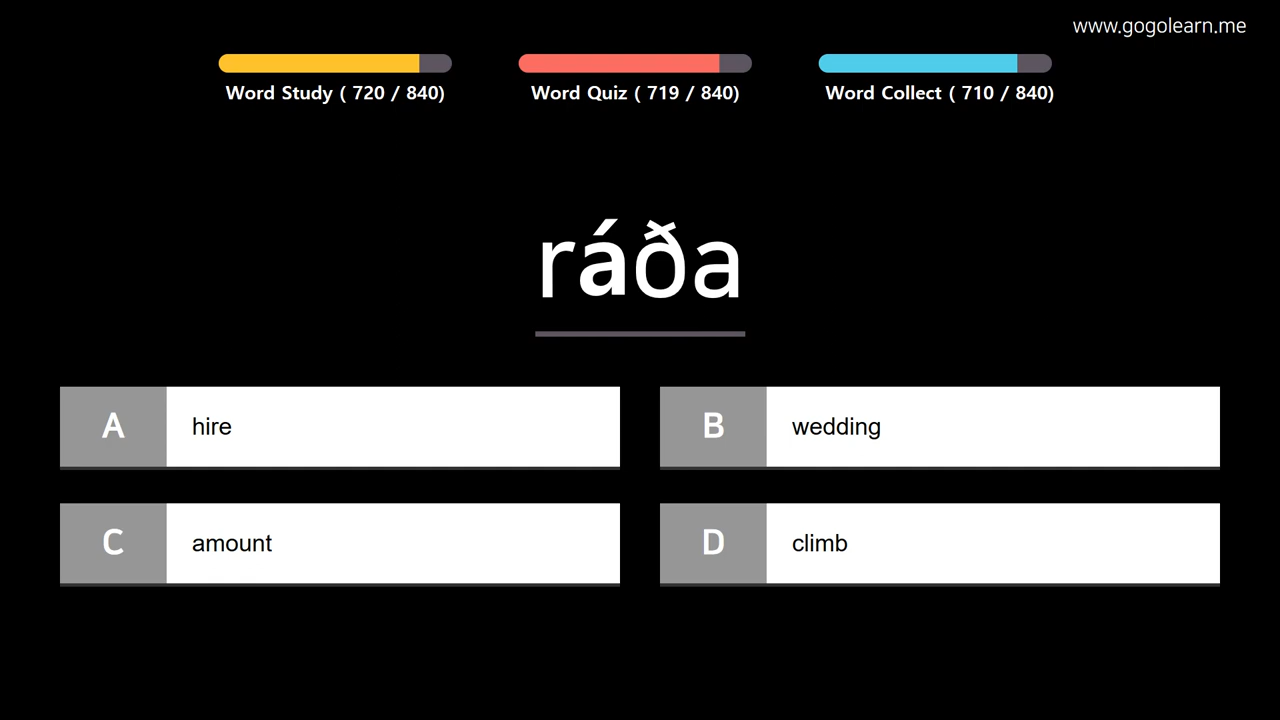 www.gogolearn.me
Word Study ( 720 / 840)
Word Quiz ( 719 / 840)
Word Collect ( 710 / 840)
ráða
A hire
B wedding
C amount
D climb